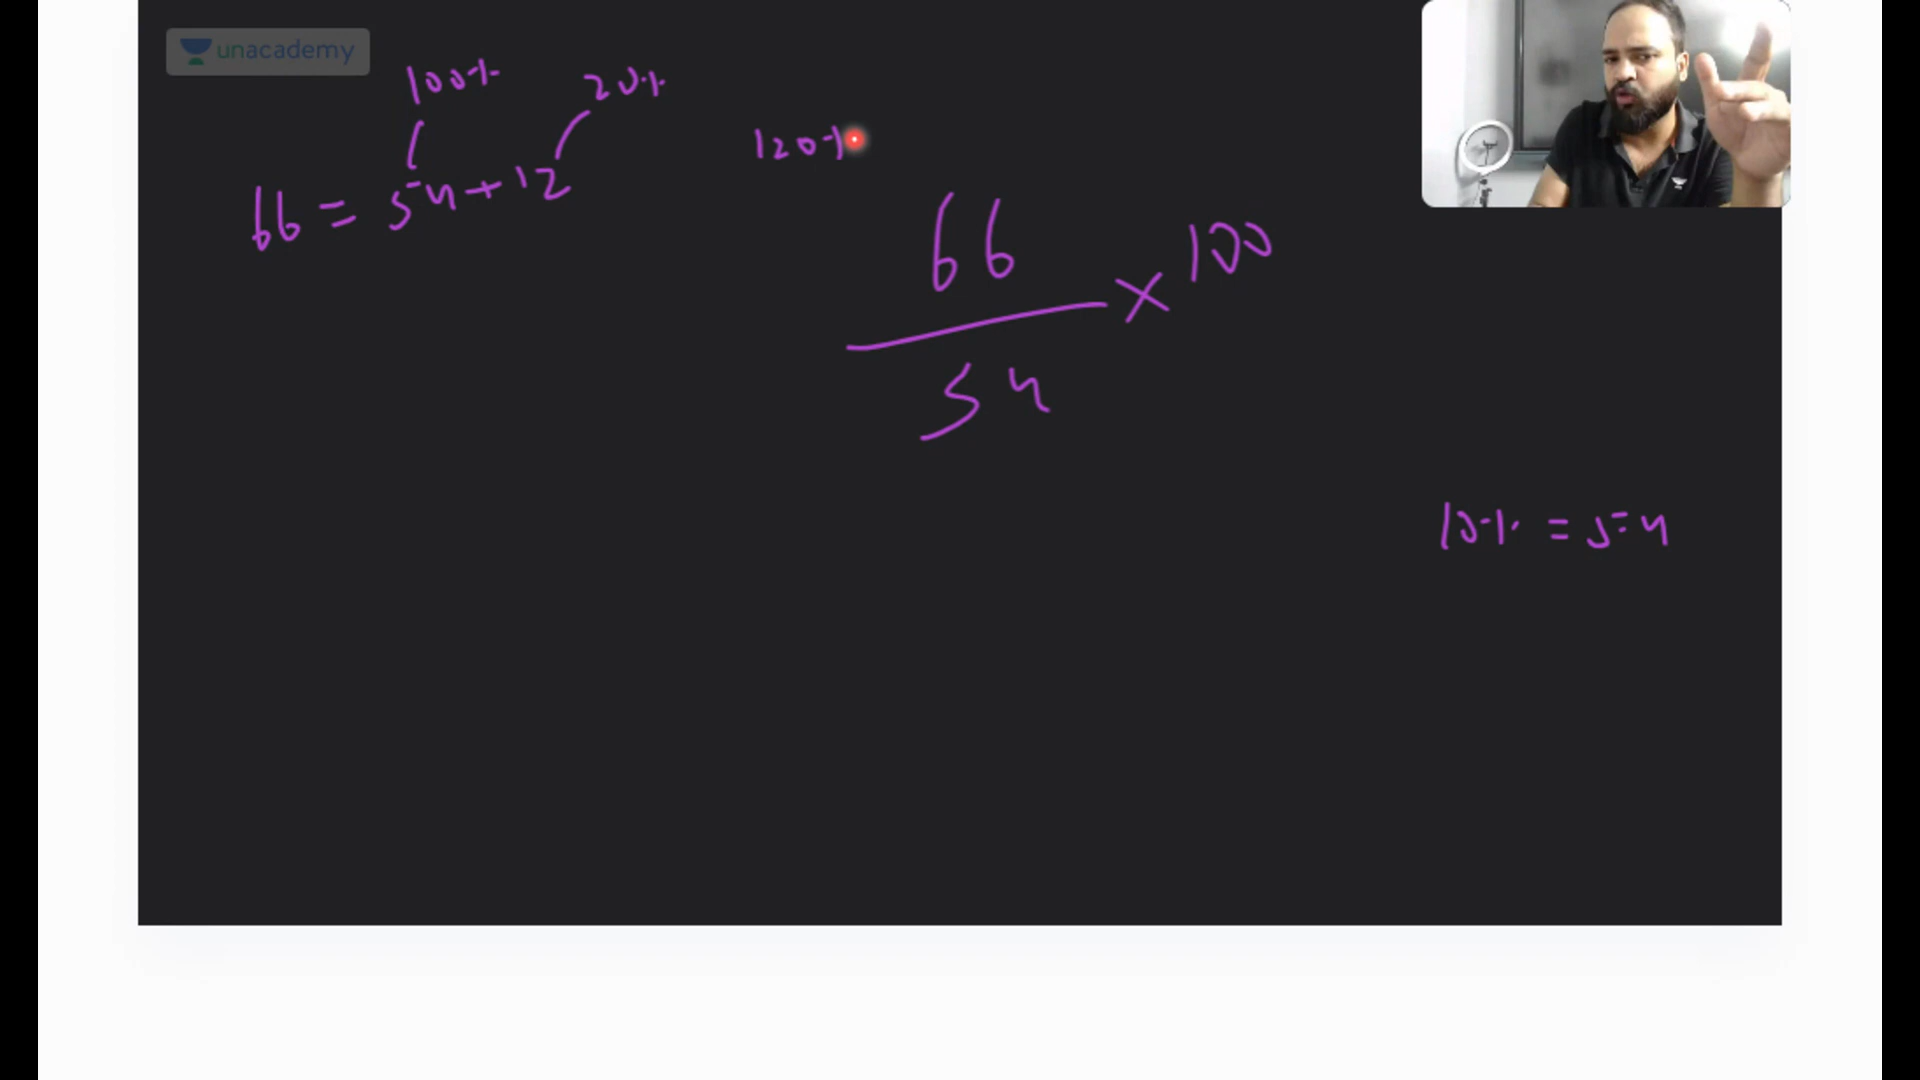 unacademy
100% 20%
120%
66 = 54 + 12
66
× 100
54
10% = 5.4